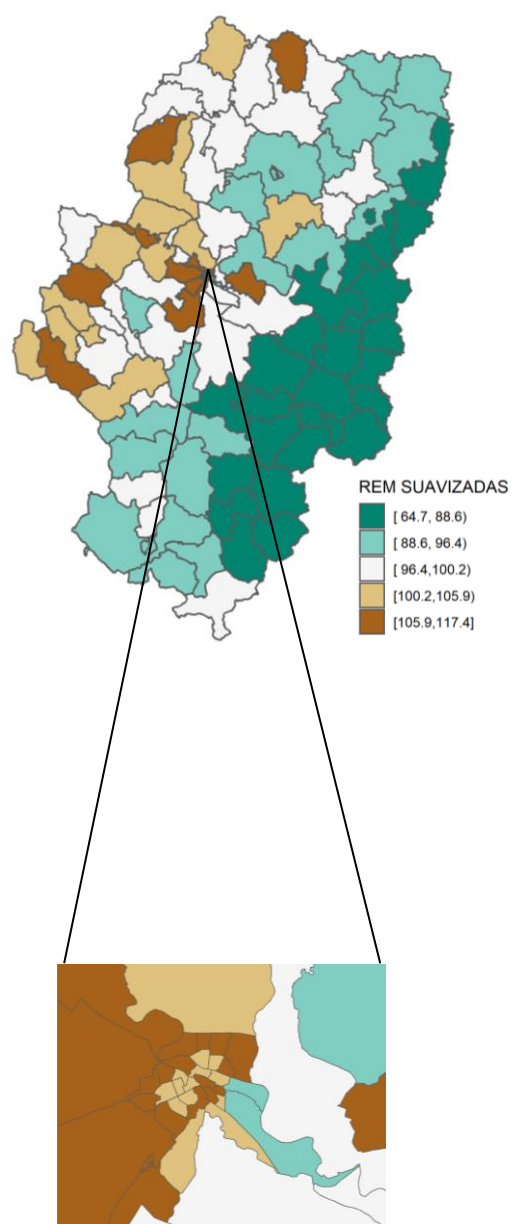 REM SUAVIZADAS
[ 64.7, 88.6)
[ 88.6, 96.4)
[ 96.4,100.2)
[100.2,105.9)
[105.9,117.4]